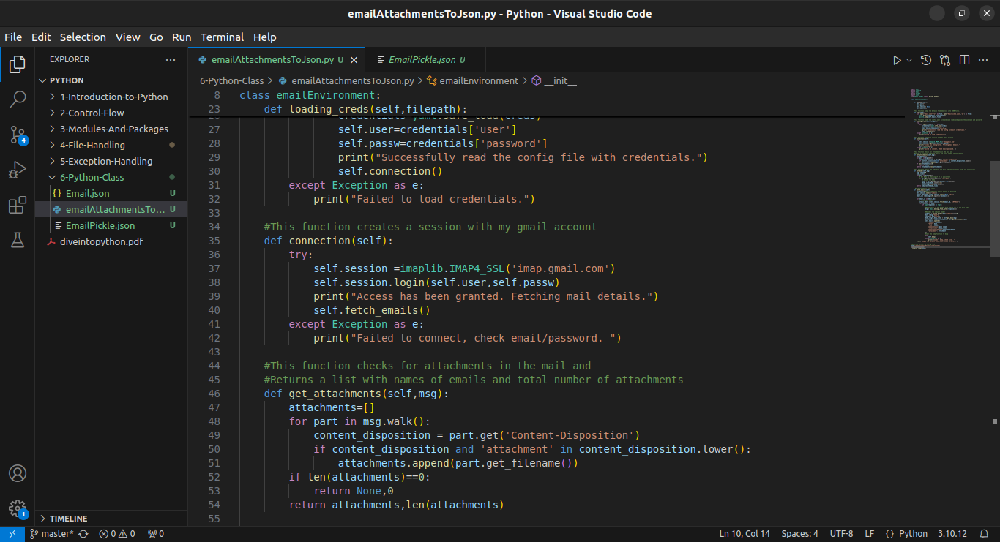 emailAttachmentsToJson.py - Python - Visual Studio Code
File Edit Selection View Go Run Terminal Help
EXPLORER
emailAttachmentsToJson.py U
EmailPickle.json U
PYTHON
1-Introduction-to-Python
2-Control-Flow
3-Modules-And-Packages
4-File-Handling
5-Exception-Handling
6-Python-Class
Email.json U
emailAttachmentsTo... U
EmailPickle.json U
diveintopython.pdf
TIMELINE
4
1
6-Python-Class > emailAttachmentsToJson.py > emailEnvironment > __init__
8 class emailEnvironment:
23 def loading_creds(self,filepath):
27 self.user=credentials['user']
28 self.passw=credentials['password']
29 print("Successfully read the config file with credentials.")
30 self.connection()
31 except Exception as e:
32 print("Failed to load credentials.")
33
34 #This function creates a session with my gmail account
35 def connection(self):
36 try:
37 self.session =imaplib.IMAP4_SSL('imap.gmail.com')
38 self.session.login(self.user,self.passw)
39 print("Access has been granted. Fetching mail details.")
40 self.fetch_emails()
41 except Exception as e:
42 print("Failed to connect, check email/password. ")
43
44 #This function checks for attachments in the mail and
45 #Returns a list with names of emails and total number of attachments
46 def get_attachments(self,msg):
47 attachments=[]
48 for part in msg.walk():
49 content_disposition = part.get('Content-Disposition')
50 if content_disposition and 'attachment' in content_disposition.lower():
51 attachments.append(part.get_filename())
52 if len(attachments)==0:
53 return None,0
54 return attachments,len(attachments)
55
master* 0 0 0 Ln 10, Col 14 Spaces: 4 UTF-8 LF {} Python 3.10.12